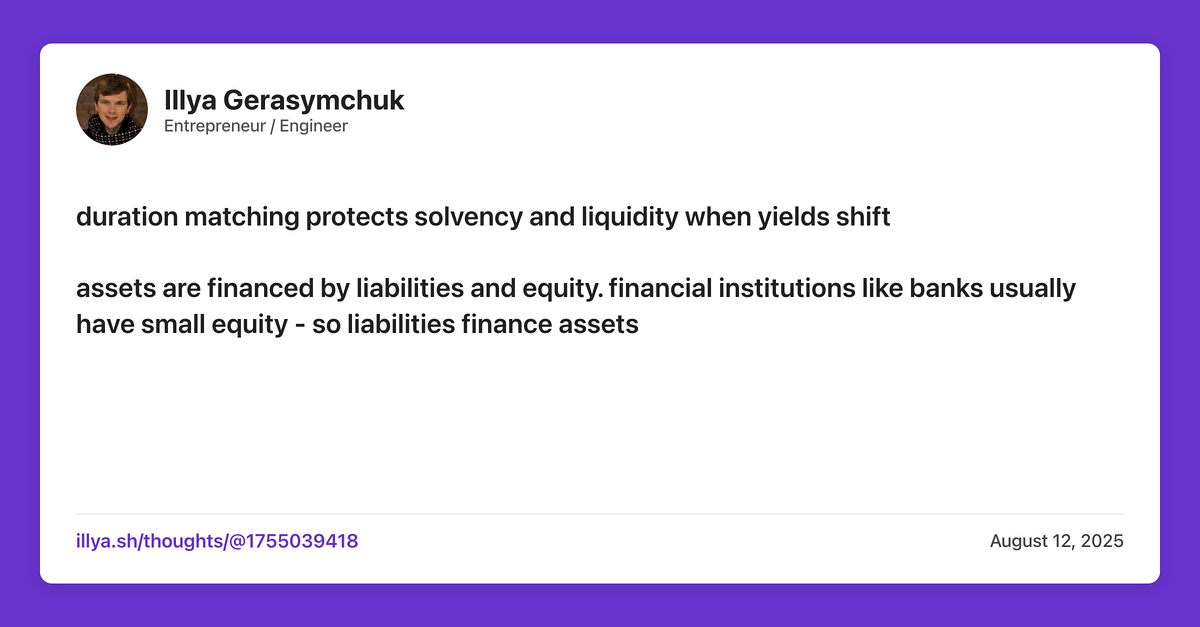 Illya Gerasymchuk
Entrepreneur / Engineer
duration matching protects solvency and liquidity when yields shift
assets are financed by liabilities and equity. financial institutions like banks usually
have small equity - so liabilities finance assets
illya.sh/thoughts/@1755039418
August 12, 2025